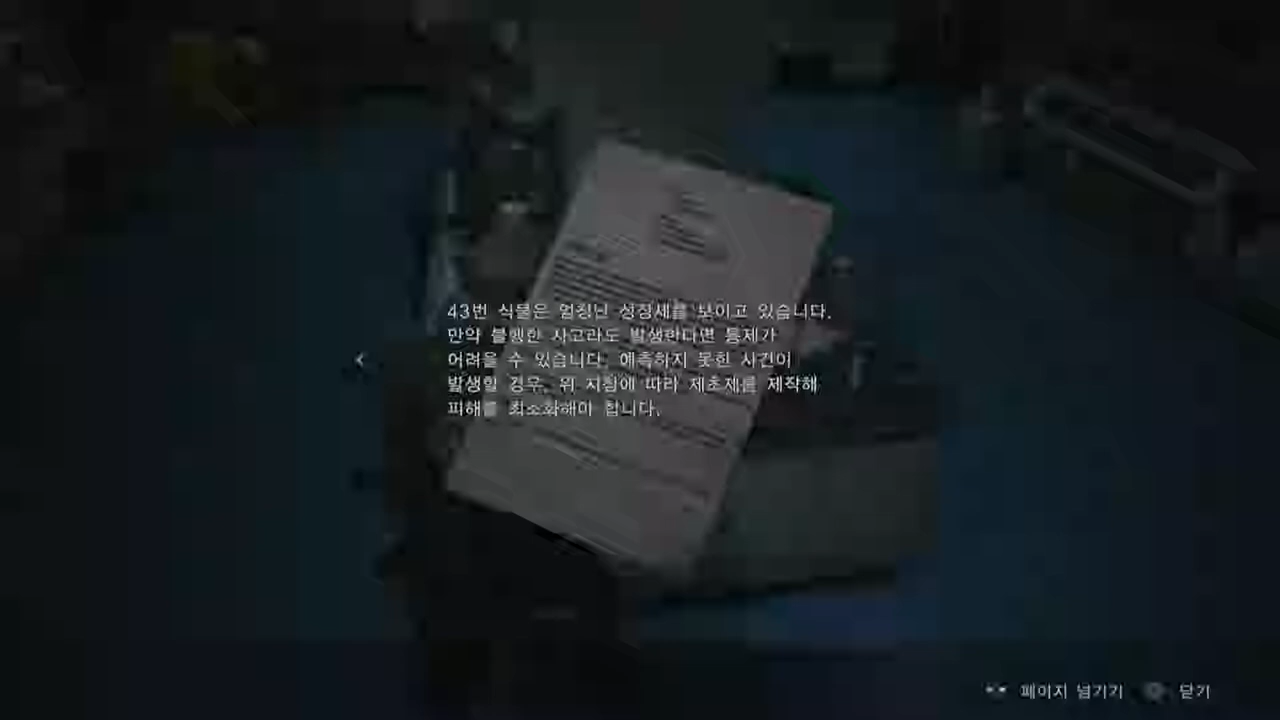 43번 식물은 엄청난 성장세를 보이고 있습니다.
만약 불행한 사고라도 발생한다면 통제가
어려울 수 있습니다. 예측하지 못한 사건이
발생할 경우, 위 지침에 따라 제초제를 제작해
피해를 최소화해야 합니다.
페이지 넘기기
닫기